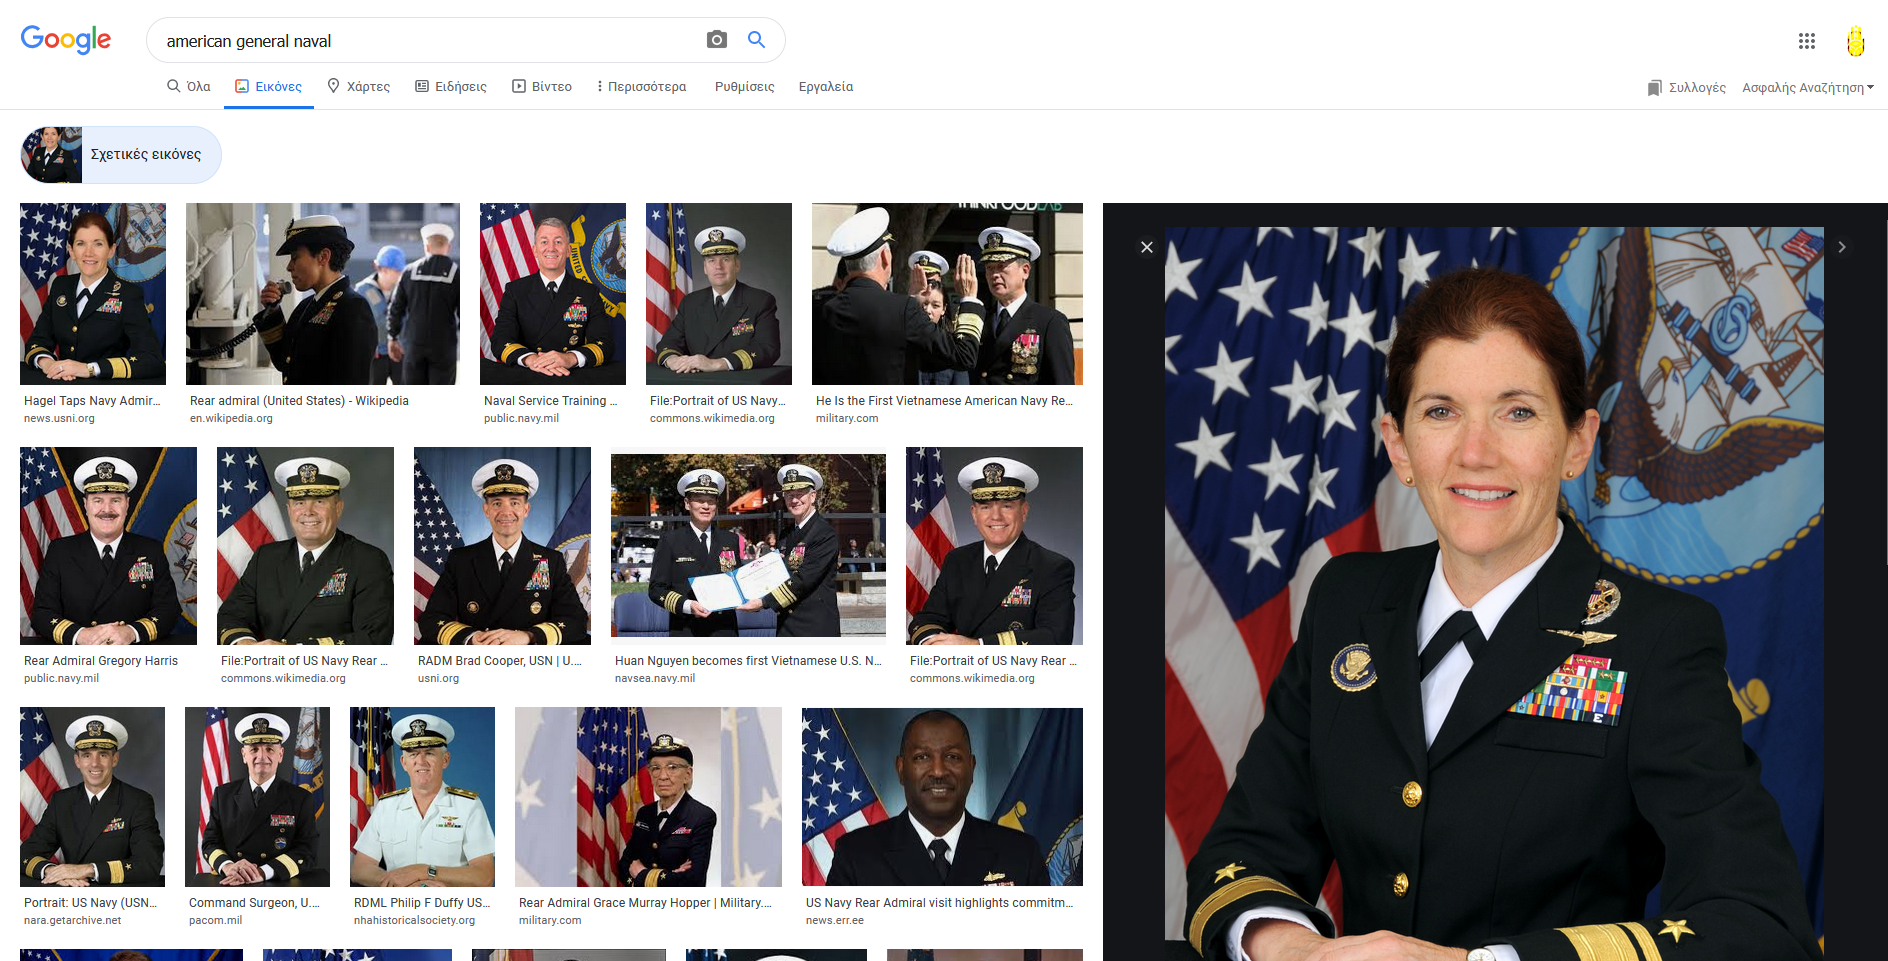 Google
american general naval
Όλα
Εικόνες
Χάρτες
Ειδήσεις
Βίντεο
Περισσότερα
Ρυθμίσεις
Εργαλεία
Συλλογές
Ασφαλής Αναζήτηση
Σχετικές εικόνες
THINKFOODLAB
UNITED
Hagel Taps Navy Admir...
news.usni.org
Rear admiral (United States) - Wikipedia
en.wikipedia.org
Naval Service Training ...
public.navy.mil
File:Portrait of US Navy...
commons.wikimedia.org
He Is the First Vietnamese American Navy Re...
military.com
Rear Admiral Gregory Harris
public.navy.mil
File:Portrait of US Navy Rear ...
commons.wikimedia.org
RADM Brad Cooper, USN | U....
usni.org
Huan Nguyen becomes first Vietnamese U.S. N...
navsea.navy.mil
File:Portrait of US Navy Rear ...
commons.wikimedia.org
Portrait: US Navy (USN...
nara.getarchive.net
Command Surgeon, U....
pacom.mil
RDML Philip F Duffy US...
nhahistoricalsociety.org
Rear Admiral Grace Murray Hopper | Military....
military.com
US Navy Rear Admiral visit highlights commitm...
news.err.ee